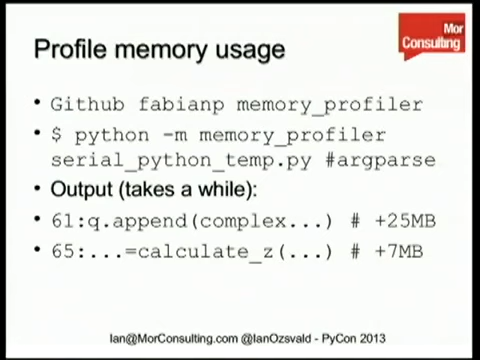 Mor
Consulting
Profile memory usage
• Github fabianp memory_profiler
• $ python -m memory_profiler
serial_python_temp.py #argparse
• Output (takes a while):
• 61:q.append(complex...) # +25MB
• 65:...=calculate_z(...) # +7MB
Ian@MorConsulting.com @IanOzsvald - PyCon 2013